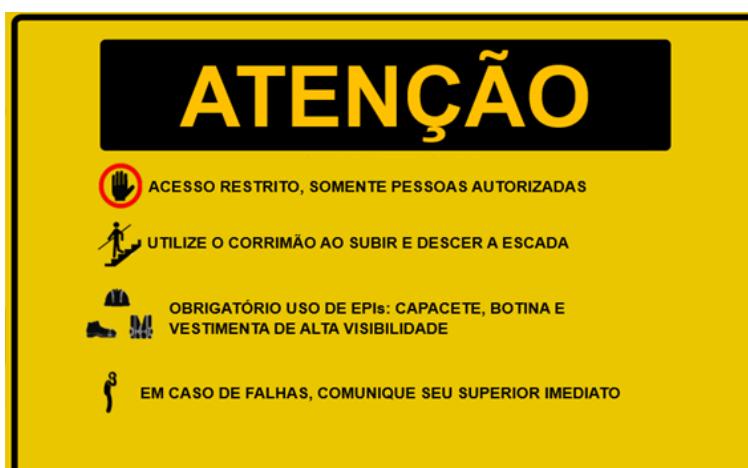 ATENÇÃO
ACESSO RESTRITO, SOMENTE PESSOAS AUTORIZADAS
UTILIZE O CORRIMÃO AO SUBIR E DESCER A ESCADA
OBRIGATÓRIO USO DE EPIs: CAPACETE, BOTINA E
VESTIMENTA DE ALTA VISIBILIDADE
EM CASO DE FALHAS, COMUNIQUE SEU SUPERIOR IMEDIATO